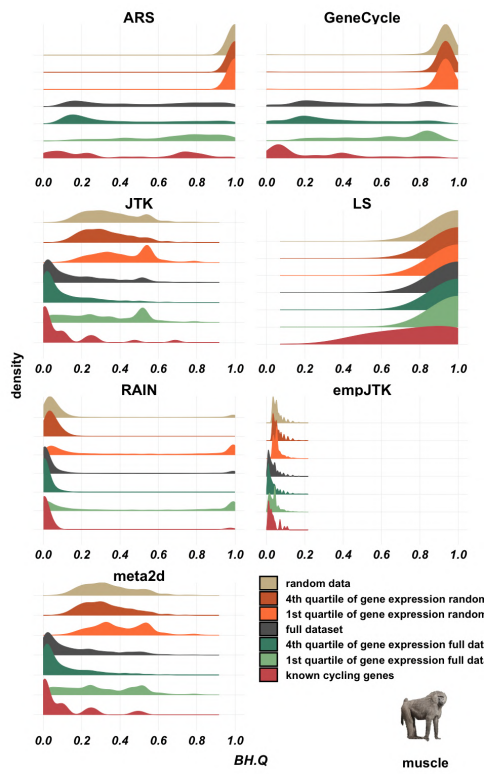 ARS
GeneCycle
0.0 0.2 0.4 0.6 0.8 1.0
0.0 0.2 0.4 0.6 0.8 1.0
JTK
LS
0.0 0.2 0.4 0.6 0.8 1.0
0.0 0.2 0.4 0.6 0.8 1.0
density
RAIN
empJTK
0.0 0.2 0.4 0.6 0.8 1.0
0.0 0.2 0.4 0.6 0.8 1.0
meta2d
0.0 0.2 0.4 0.6 0.8 1.0
BH.Q
random data
4th quartile of gene expression random
1st quartile of gene expression random
full dataset
4th quartile of gene expression full dat
1st quartile of gene expression full dat
known cycling genes
muscle